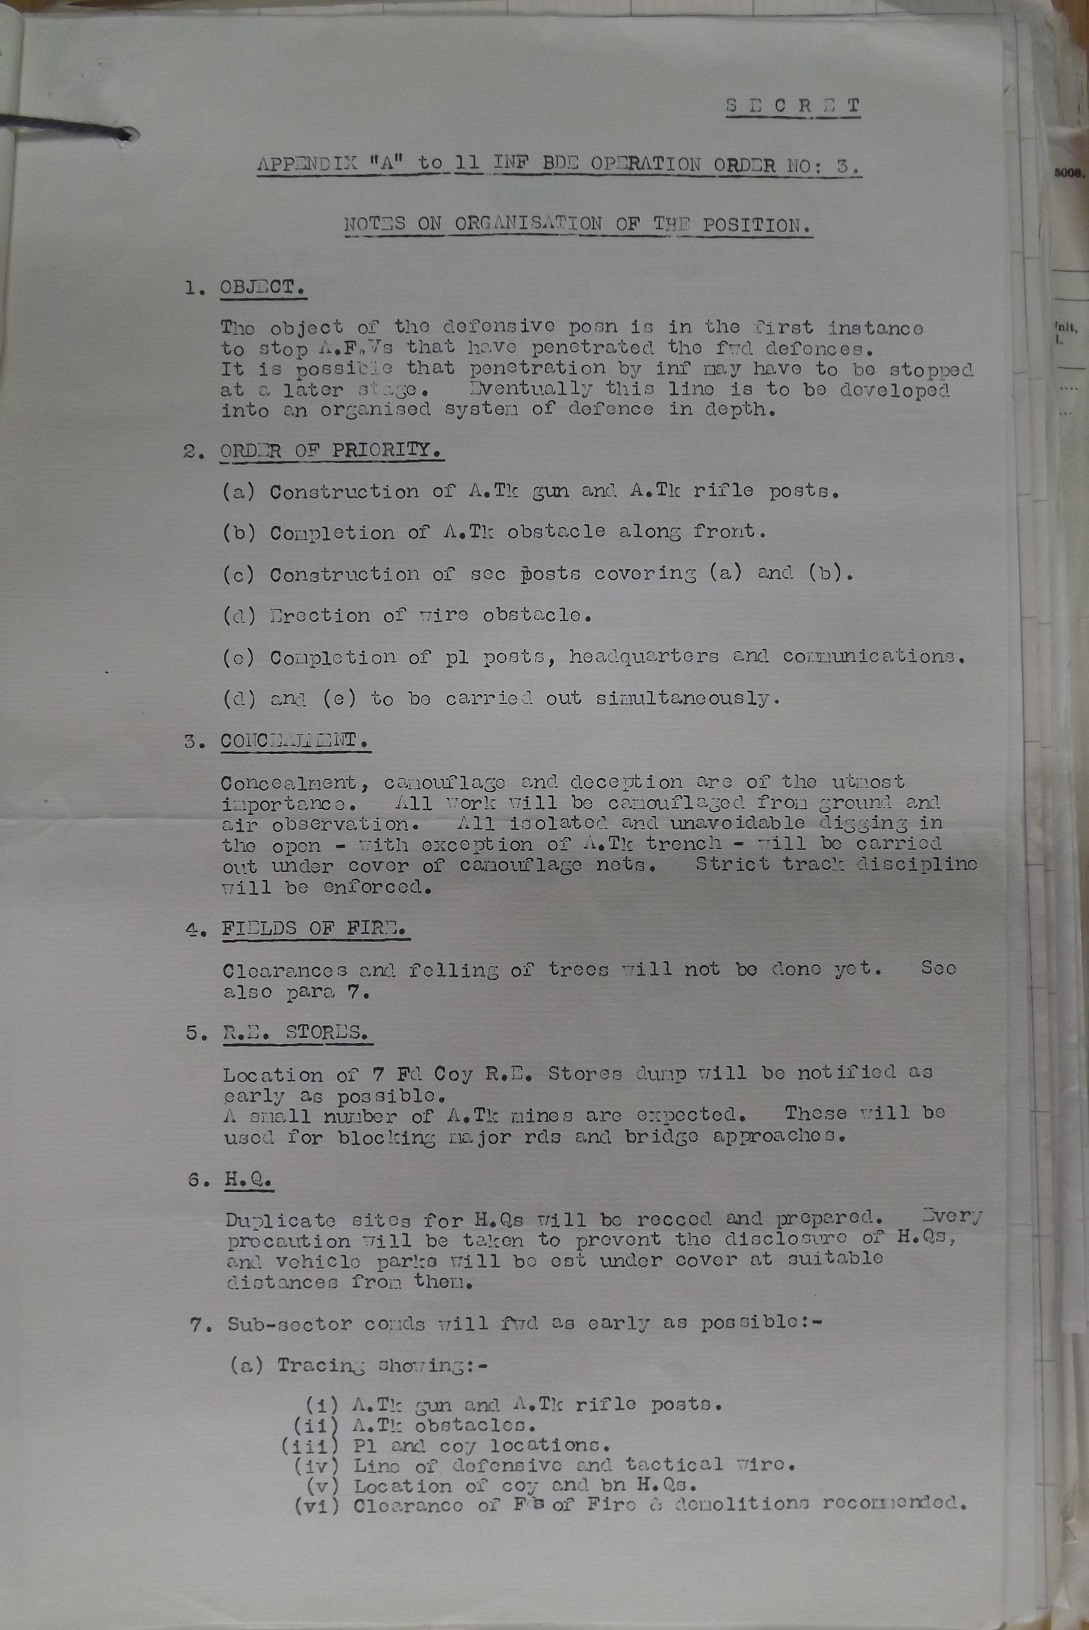 SECRET
APPENDIX "A" to 11 INF BDE OPERATION ORDER NO: 3.
NOTES ON ORGANISATION OF THE POSITION.
1. OBJECT.
The object of the defensive posn is in the first instance
to stop A.F.Vs that have penetrated the fwd defences.
It is possible that penetration by inf may have to be stopped
at a later stage. Eventually this line is to be developed
into an organised system of defence in depth.
2. ORDER OF PRIORITY.
(a) Construction of A.Tk gun and A.Tk rifle posts.
(b) Completion of A.Tk obstacle along front.
(c) Construction of sec posts covering (a) and (b).
(d) Erection of wire obstacle.
(e) Completion of pl posts, headquarters and communications.
(d) and (e) to be carried out simultaneously.
3. CONCEALMENT.
Concealment, camouflage and deception are of the utmost
importance. All work will be camouflaged from ground and
air observation. All isolated and unavoidable digging in
the open - with exception of A.Tk trench - will be carried
out under cover of camouflage nets. Strict track discipline
will be enforced.
4. FIELDS OF FIRE.
Clearances and felling of trees will not be done yet. See
also para 7.
5. R.E. STORES.
Location of 7 Fd Coy R.E. Stores dump will be notified as
early as possible.
A small number of A.Tk mines are expected. These will be
used for blocking major rds and bridge approaches.
6. H.Q.
Duplicate sites for H.Qs will be recced and prepared. Every
precaution will be taken to prevent the disclosure of H.Qs,
and vehicle parks will be est under cover at suitable
distances from them.
7. Sub-sector comds will fwd as early as possible:-
(a) Tracing showing:-
(i) A.Tk gun and A.Tk rifle posts.
(ii) A.Tk obstacles.
(iii) Pl and coy locations.
(iv) Line of defensive and tactical wire.
(v) Location of coy and bn H.Qs.
(vi) Clearance of Fs of Fire & demolitions recommended.